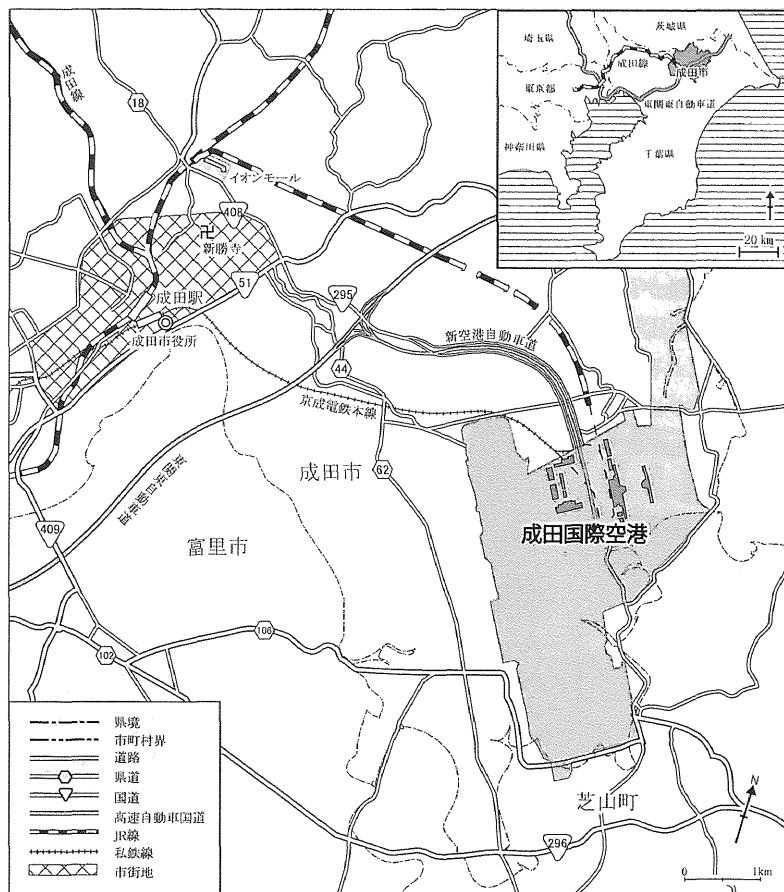 成田線
18
イオンモール
408
新勝寺
51
成田駅
成田市役所
295
新空港自動車道
44
京成電鉄本線
東関東自動車道
成田市
62
富里市
成田国際空港
409
106
102
芝山町
296
埼玉県
茨城県
成田線
成田市
東京都
東関東自動車道
神奈川県
千葉県
20 km
県境
市町村界
道路
県道
国道
高速自動車国道
JR線
私鉄線
市街地
N
0 1km